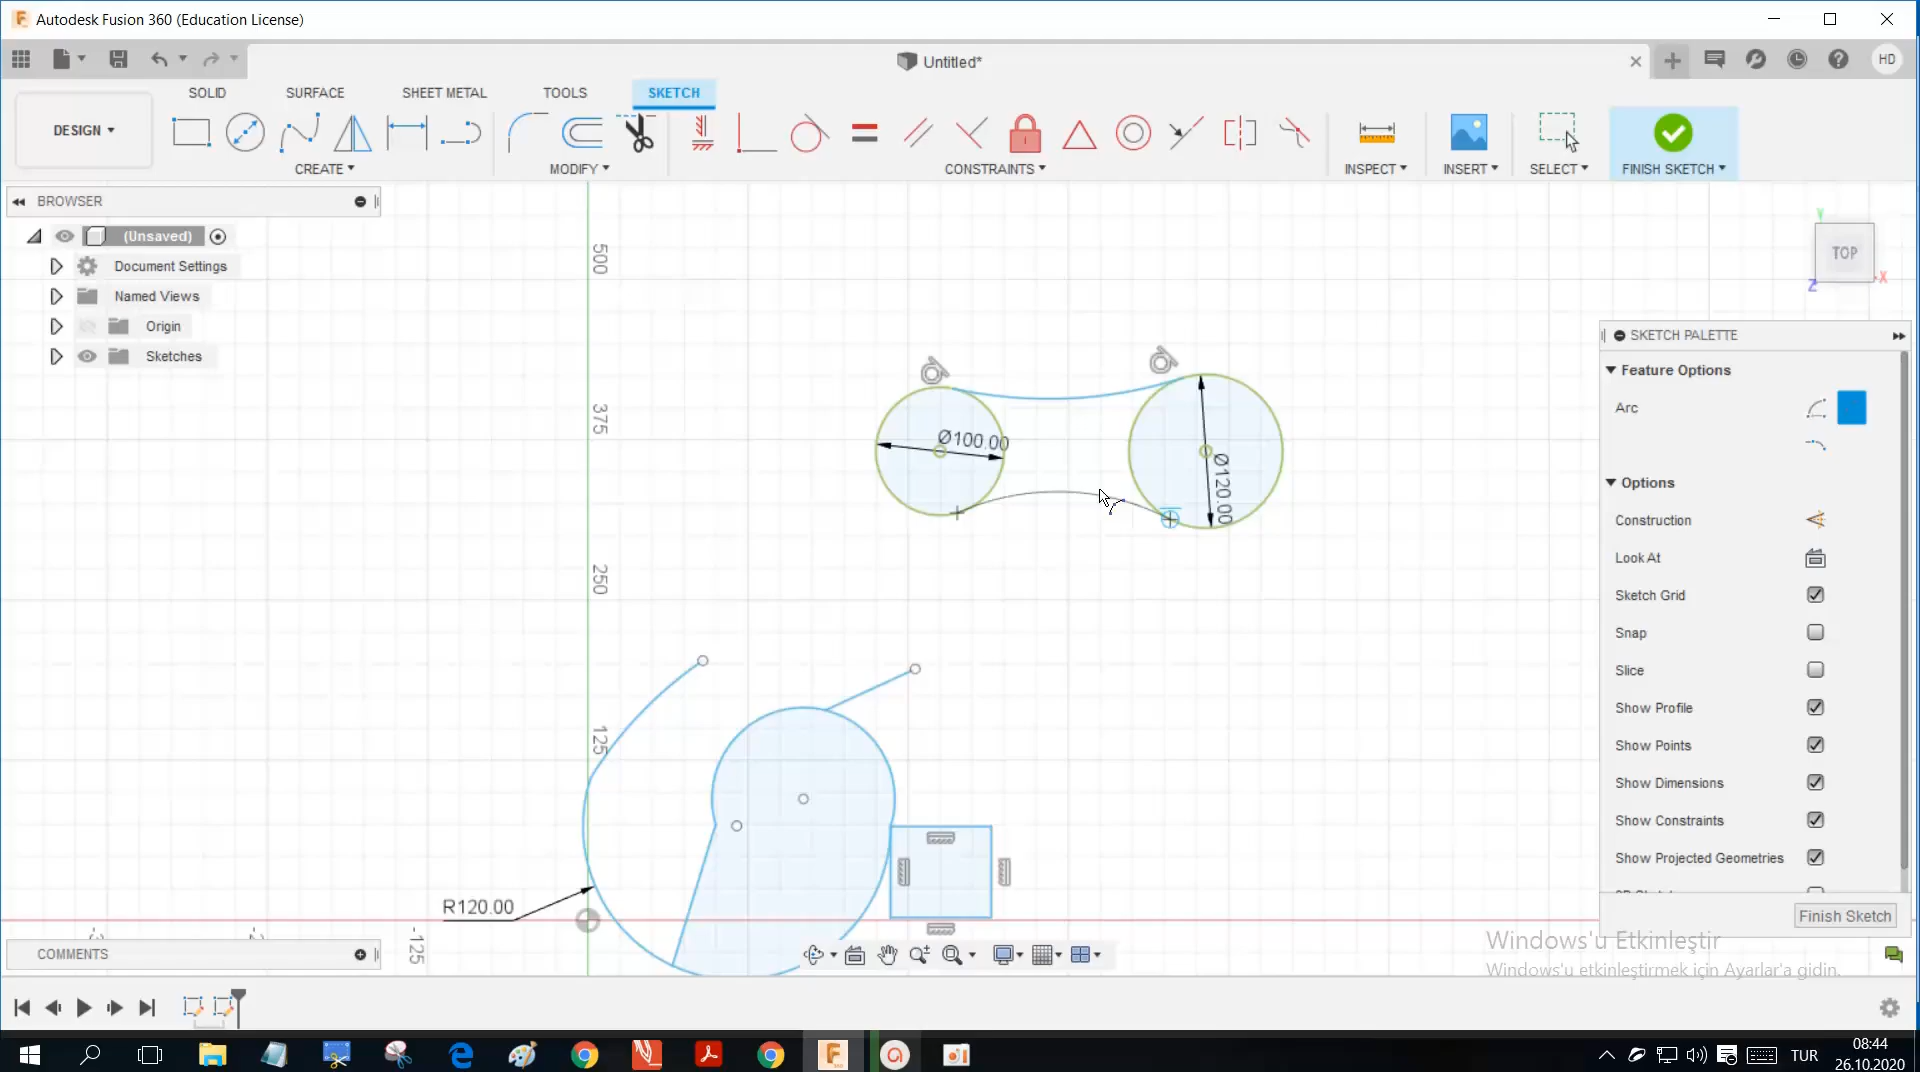 Autodesk Fusion 360 (Education License)
Untitled*
HD
SOLID
SURFACE
SHEET METAL
TOOLS
SKETCH
DESIGN
CREATE
MODIFY
CONSTRAINTS
INSPECT
INSERT
SELECT
FINISH SKETCH
BROWSER
(Unsaved)
Document Settings
Named Views
Origin
Sketches
500
375
250
125
-125
Ø100.00
Ø120.00
R120.00
Y
TOP
X
Z
SKETCH PALETTE
Feature Options
Arc
Options
Construction
Look At
Sketch Grid
Snap
Slice
Show Profile
Show Points
Show Dimensions
Show Constraints
Show Projected Geometries
Finish Sketch
COMMENTS
Windows'u Etkinleştir
Windows'u etkinleştirmek için Ayarlar'a gidin.
TUR
08:44
26.10.2020